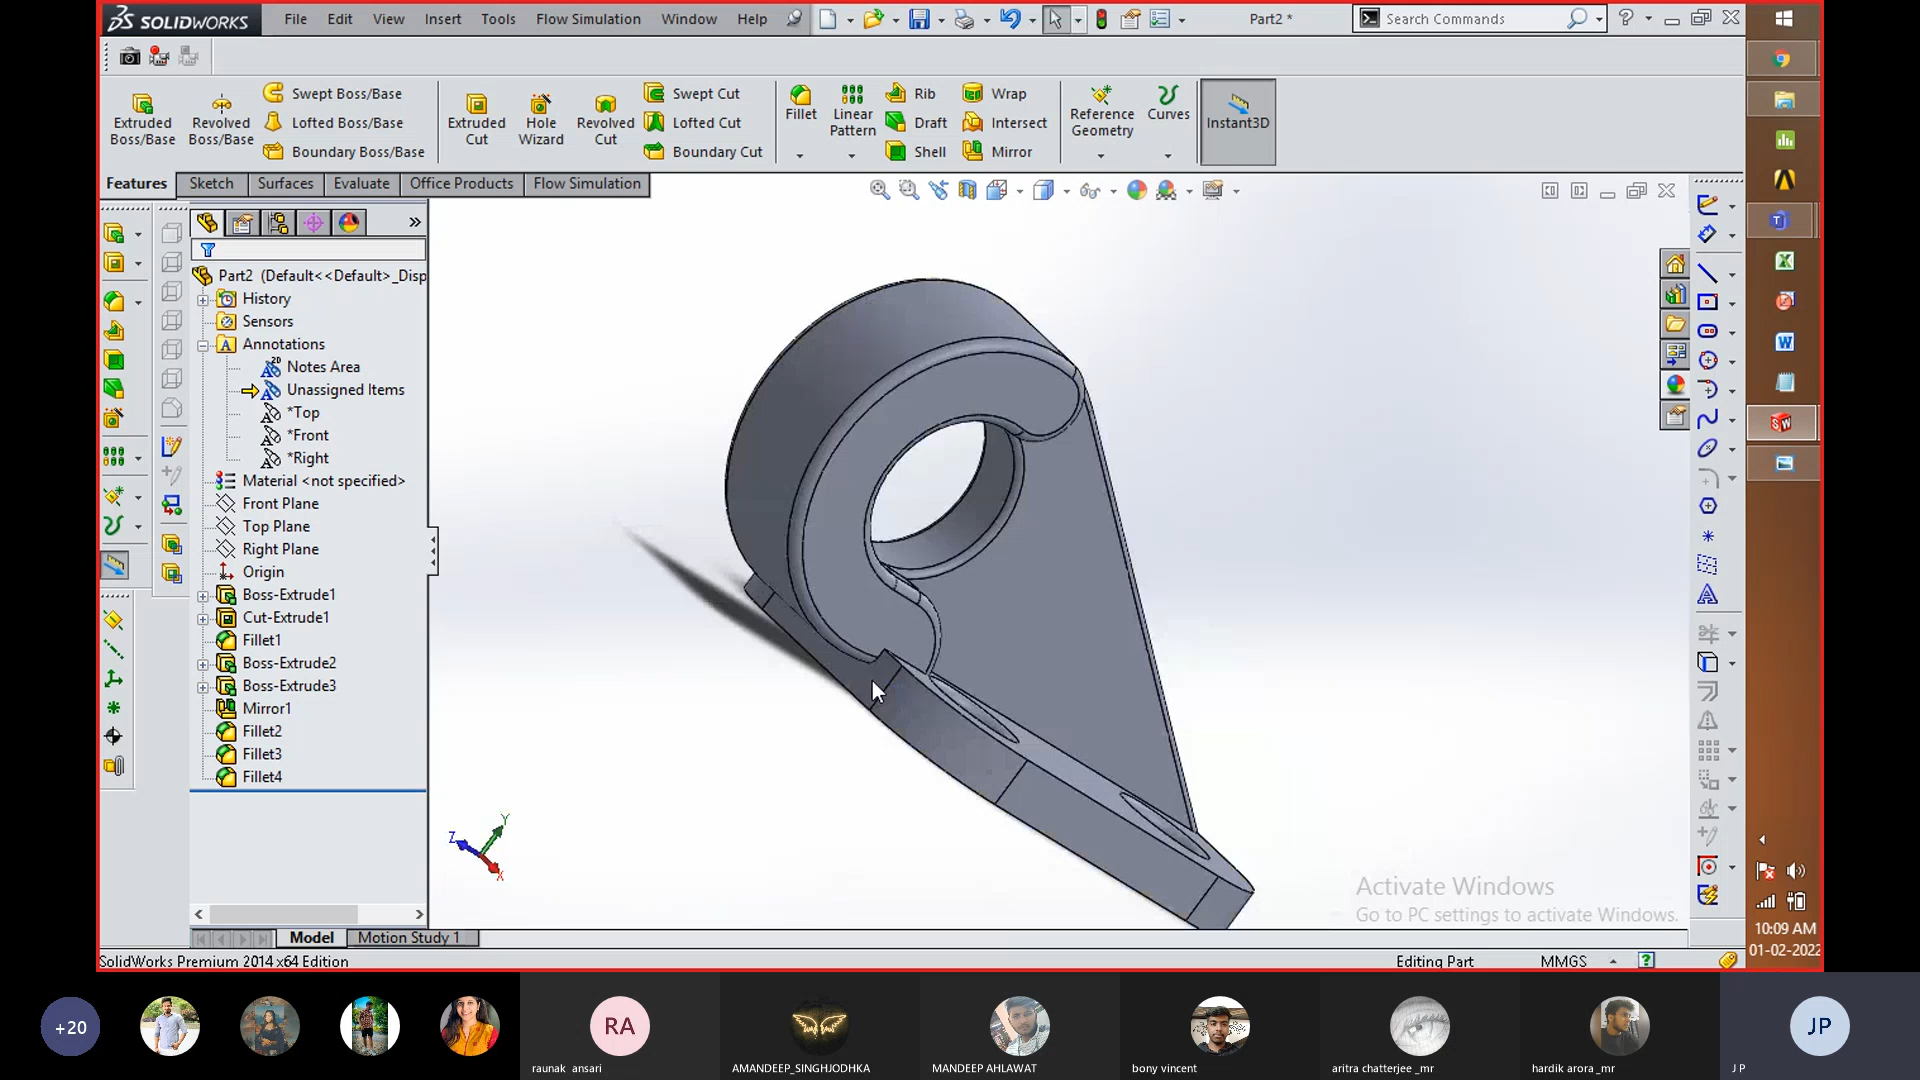 SOLIDWORKS
File Edit View Insert Tools Flow Simulation Window Help
Part2 *
Search Commands
Extruded Boss/Base
Revolved Boss/Base
Swept Boss/Base
Lofted Boss/Base
Boundary Boss/Base
Extruded Cut
Hole Wizard
Revolved Cut
Swept Cut
Lofted Cut
Boundary Cut
Fillet
Linear Pattern
Rib
Draft
Shell
Wrap
Intersect
Mirror
Reference Geometry
Curves
Instant3D
Features Sketch Surfaces Evaluate Office Products Flow Simulation
Part2 (Default<<Default>_Disp
History
Sensors
Annotations
Notes Area
Unassigned Items
*Top
*Front
*Right
Material <not specified>
Front Plane
Top Plane
Right Plane
Origin
Boss-Extrude1
Cut-Extrude1
Fillet1
Boss-Extrude2
Boss-Extrude3
Mirror1
Fillet2
Fillet3
Fillet4
Y
Z
X
Activate Windows
Go to PC settings to activate Windows.
Model Motion Study 1
SolidWorks Premium 2014 x64 Edition
Editing Part
MMGS
10:09 AM
01-02-2022
+20
RA
JP
raunak ansari
AMANDEEP_SINGHJODHKA
MANDEEP AHLAWAT
bony vincent
aritra chatterjee _mr
hardik arora _mr
J P